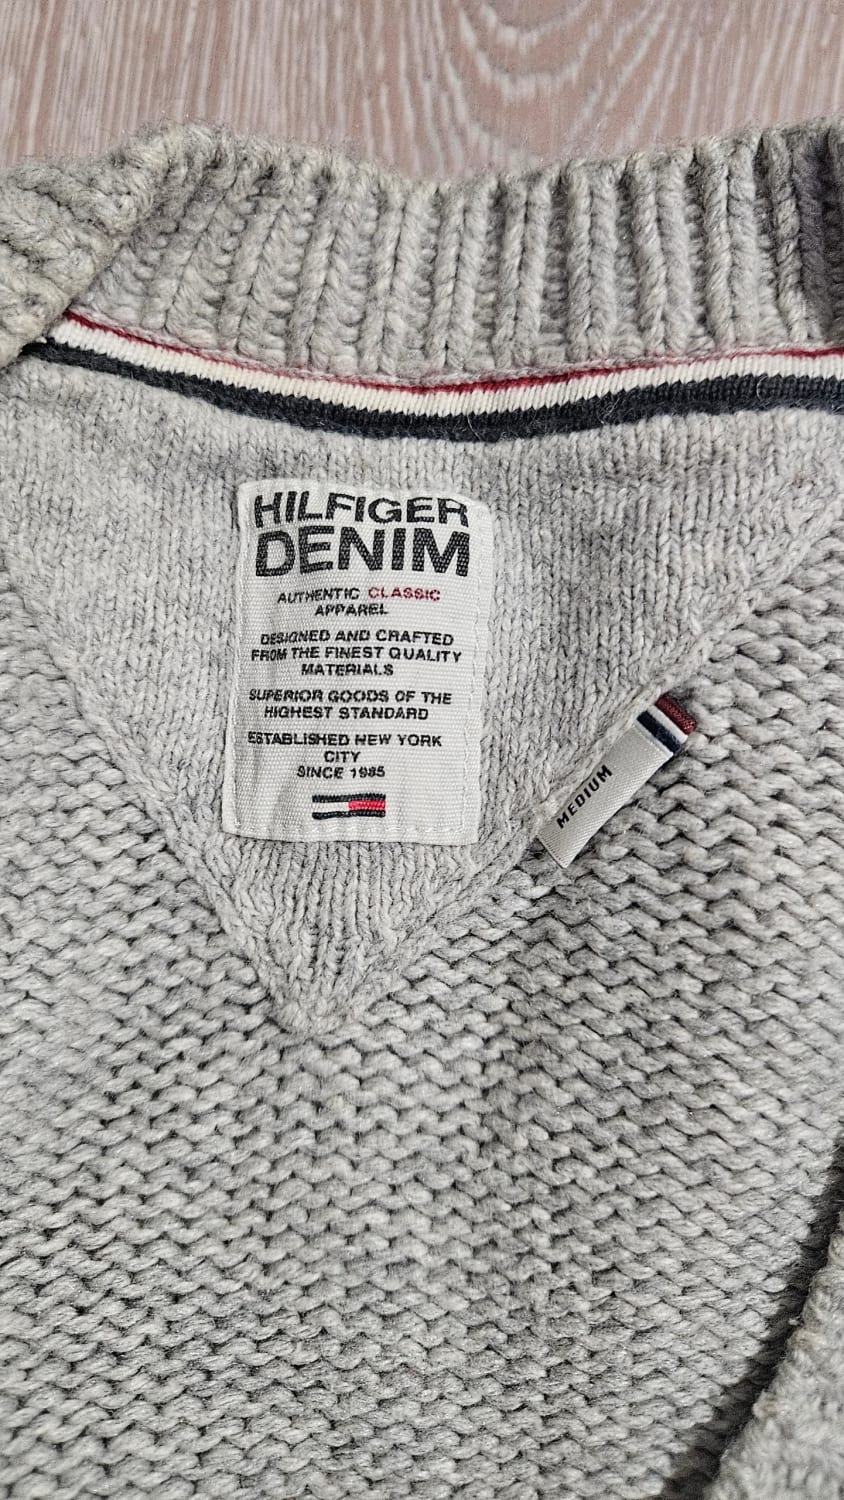 HILFIGER
DENIM
AUTHENTIC CLASSIC
APPAREL
DESIGNED AND CRAFTED
FROM THE FINEST QUALITY
MATERIALS
SUPERIOR GOODS OF THE
HIGHEST STANDARD
ESTABLISHED NEW YORK
CITY
SINCE 1985
MEDIUM